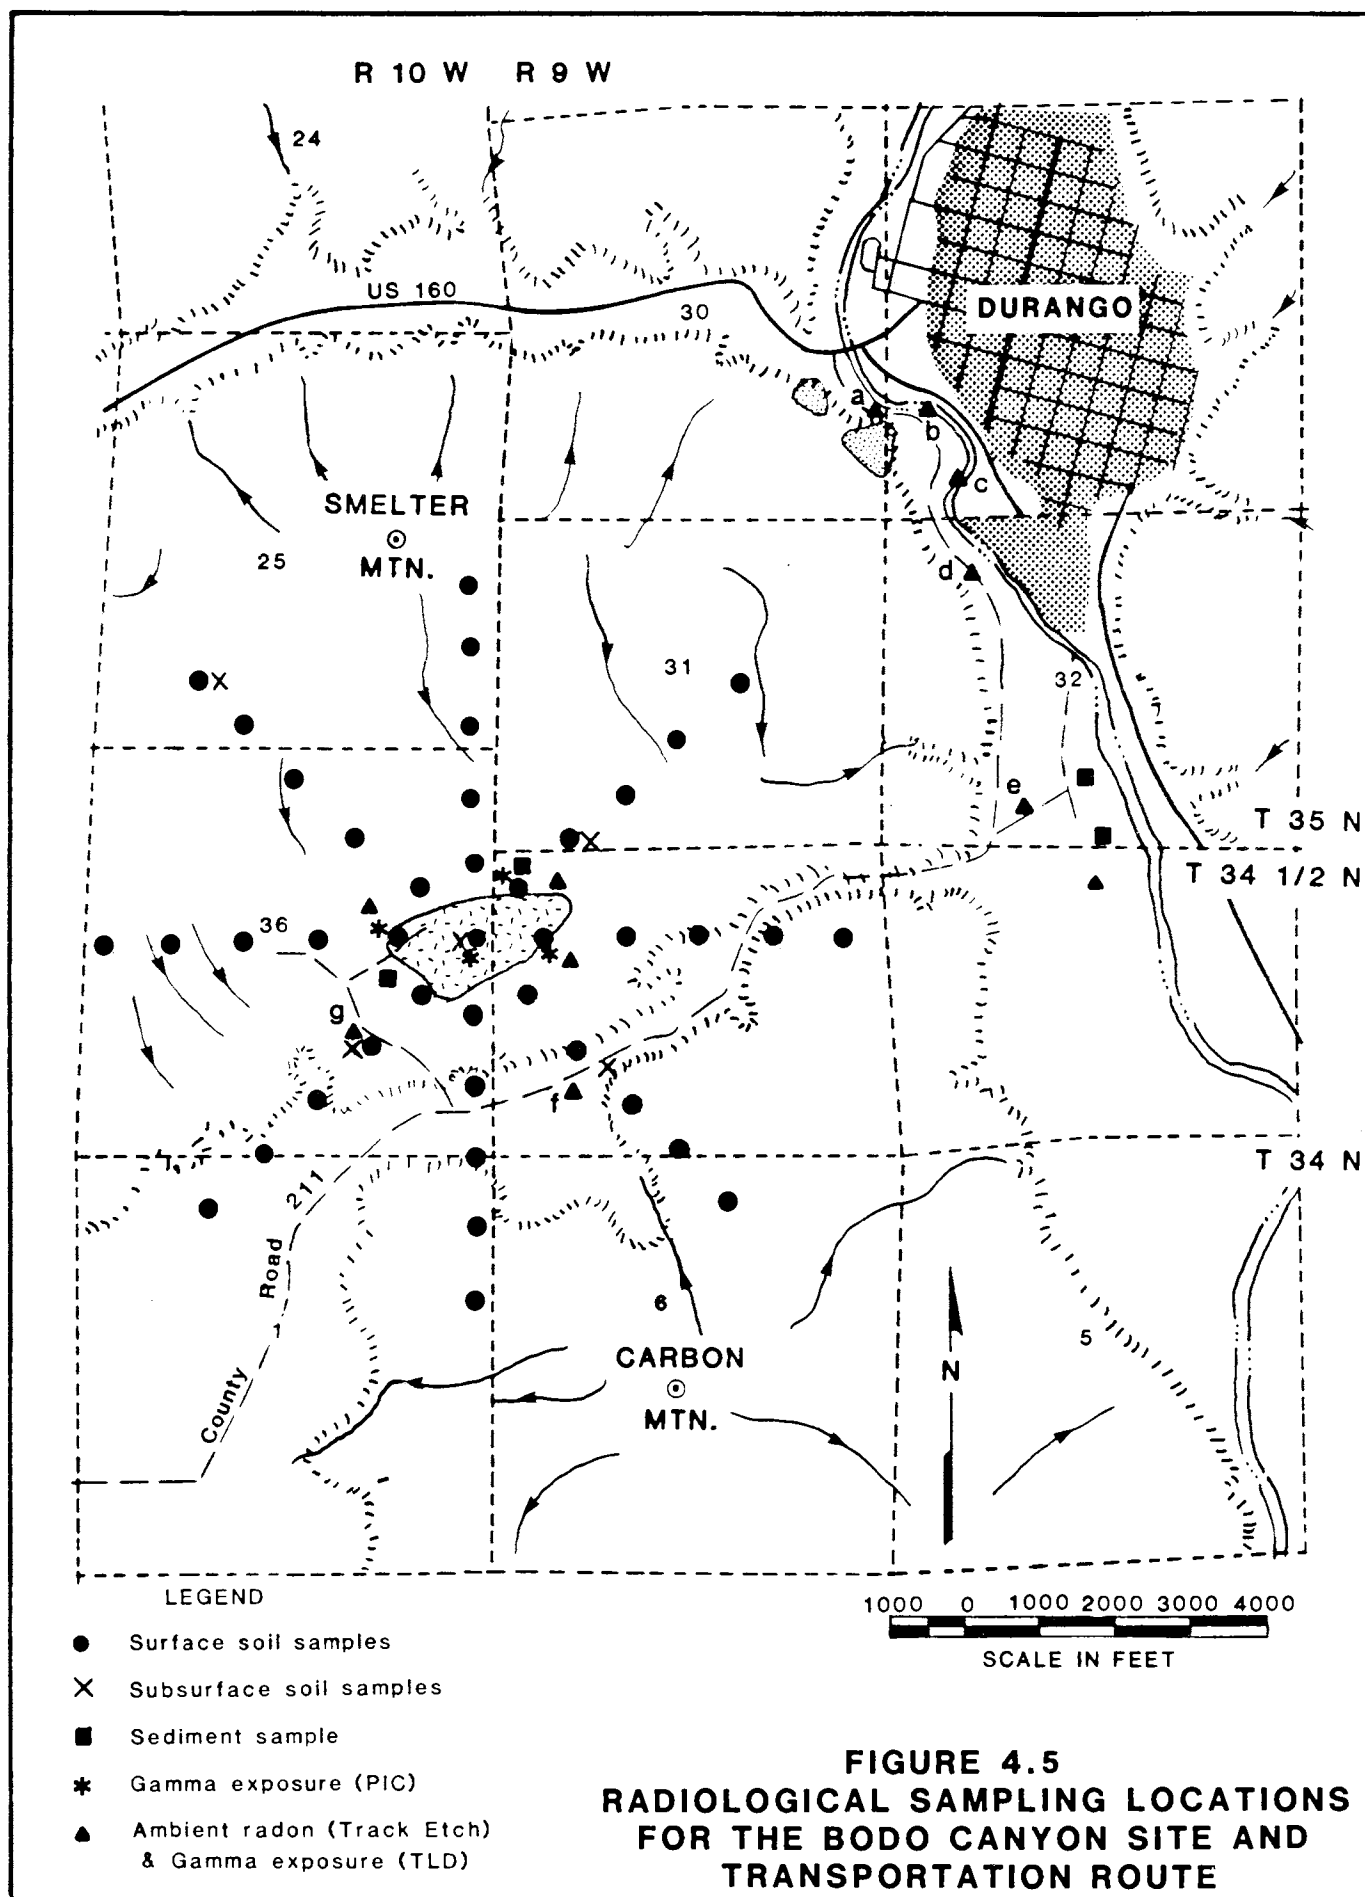 R 10 W R 9 W
24
US 160
30
DURANGO
a
b
c
SMELTER
MTN.
25
d
31
32
e
T 35 N
T 34 1/2 N
36
g
f
T 34 N
County Road 211
6
5
CARBON
MTN.
N
LEGEND
Surface soil samples
Subsurface soil samples
Sediment sample
Gamma exposure (PIC)
Ambient radon (Track Etch)
& Gamma exposure (TLD)
1000 0 1000 2000 3000 4000
SCALE IN FEET
FIGURE 4.5
RADIOLOGICAL SAMPLING LOCATIONS
FOR THE BODO CANYON SITE AND
TRANSPORTATION ROUTE